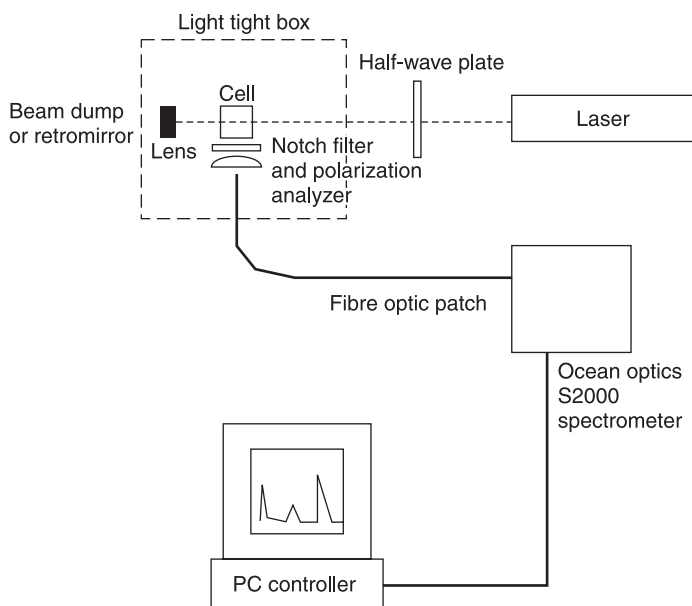 Light tight box
Half-wave plate
Cell
Beam dump
or retromirror
Laser
Lens
Notch filter
and polarization
analyzer
Fibre optic patch
Ocean optics
S2000
spectrometer
PC controller